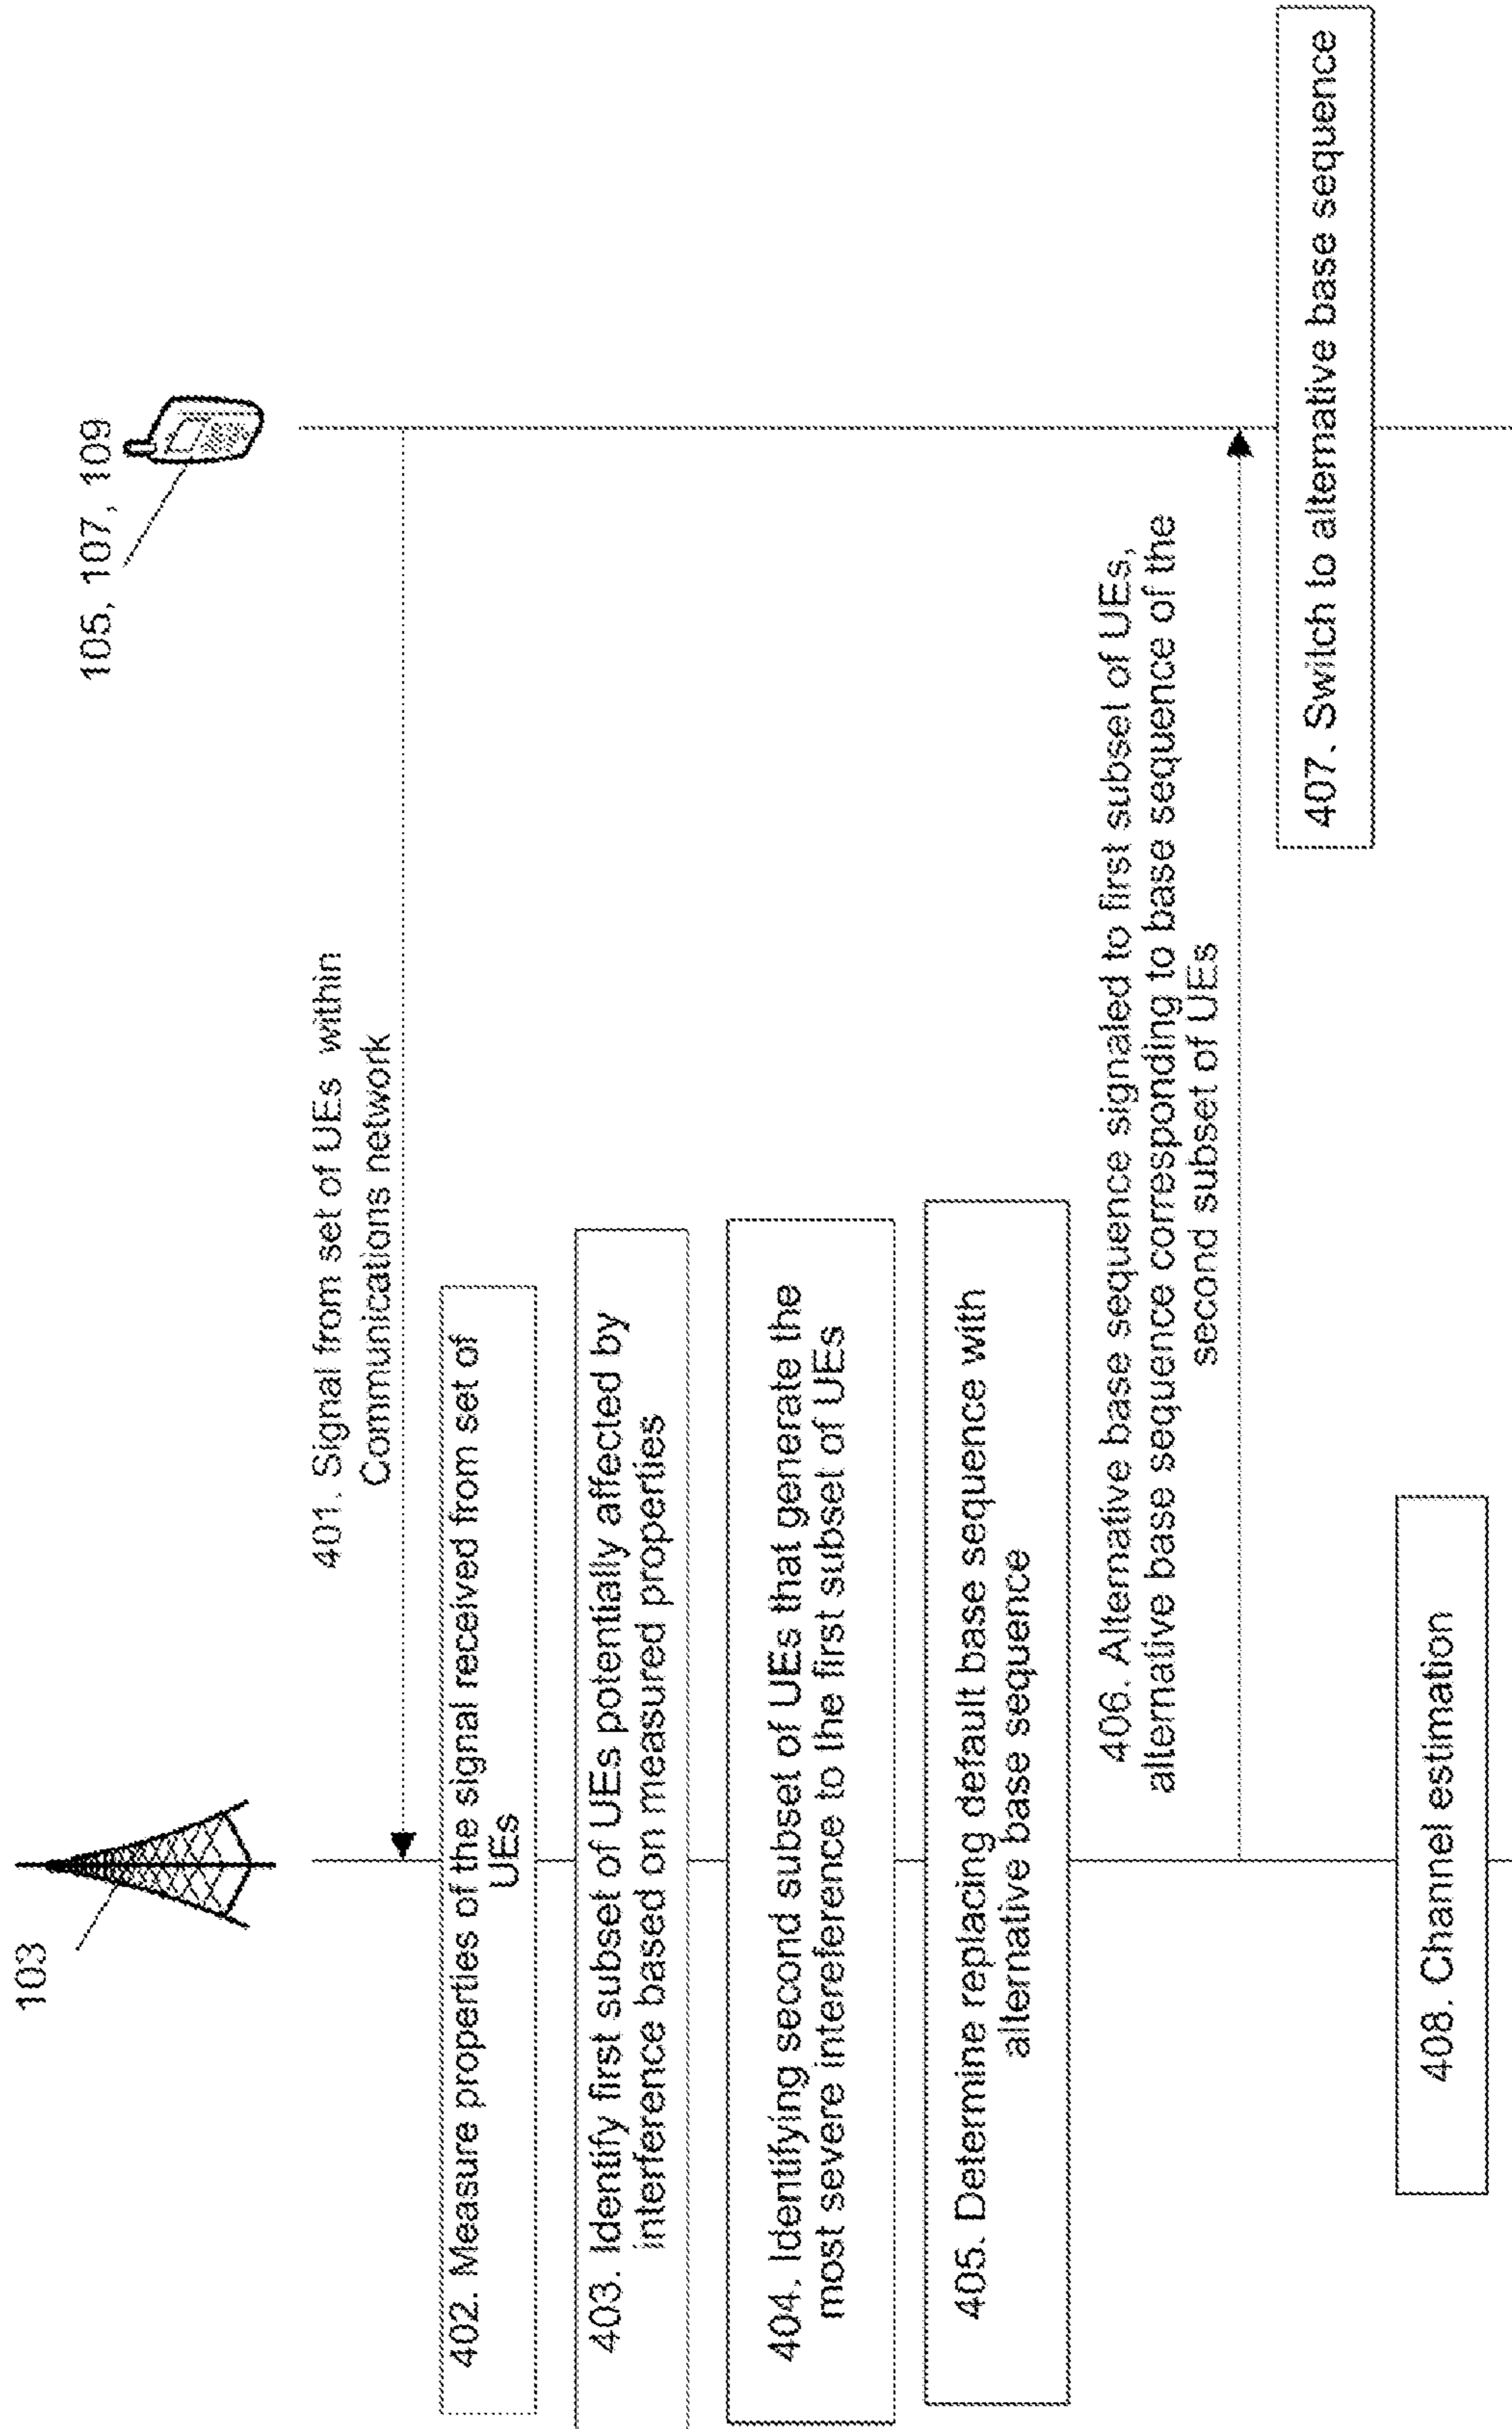 103
105, 107, 109
401. Signal from set of UEs within
Communications network
402. Measure properties of the signal received from set of
UEs
403. Identify first subset of UEs potentially affected by
interference based on measured properties
404. Identifying second subset of UEs that generate the
most severe intereference to the first subset of UEs
405. Determine replacing default base sequence with
alternative base sequence
406. Alternative base sequence signaled to first subset of UEs,
alternative base sequence corresponding to base sequence of the
second subset of UEs
407. Switch to alternative base sequence
408. Channel estimation